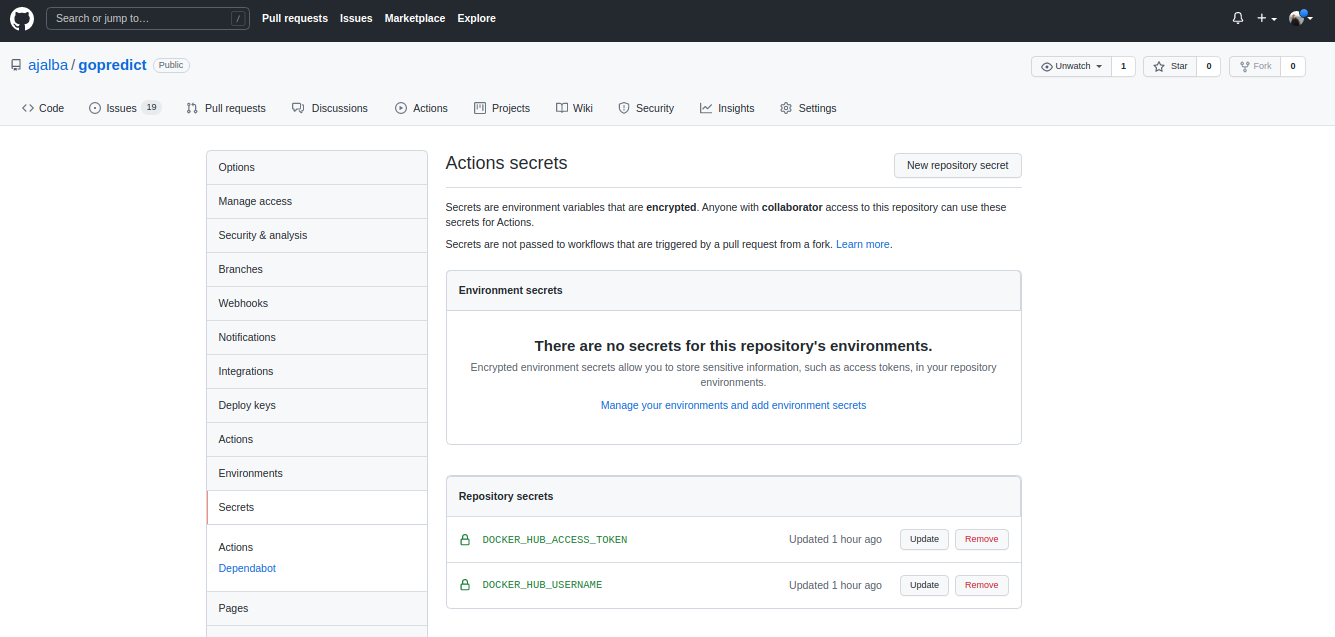 Search or jump to… /
Pull requests Issues Marketplace Explore
ajalba / gopredict Public
Unwatch 1 Star 0 Fork 0
Code Issues 19 Pull requests Discussions Actions Projects Wiki Security Insights Settings
Options
Manage access
Security & analysis
Branches
Webhooks
Notifications
Integrations
Deploy keys
Actions
Environments
Secrets
Actions
Dependabot
Pages
Actions secrets
New repository secret
Secrets are environment variables that are encrypted. Anyone with collaborator access to this repository can use these
secrets for Actions.
Secrets are not passed to workflows that are triggered by a pull request from a fork. Learn more.
Environment secrets
There are no secrets for this repository's environments.
Encrypted environment secrets allow you to store sensitive information, such as access tokens, in your repository
environments.
Manage your environments and add environment secrets
Repository secrets
DOCKER_HUB_ACCESS_TOKEN Updated 1 hour ago Update Remove
DOCKER_HUB_USERNAME Updated 1 hour ago Update Remove